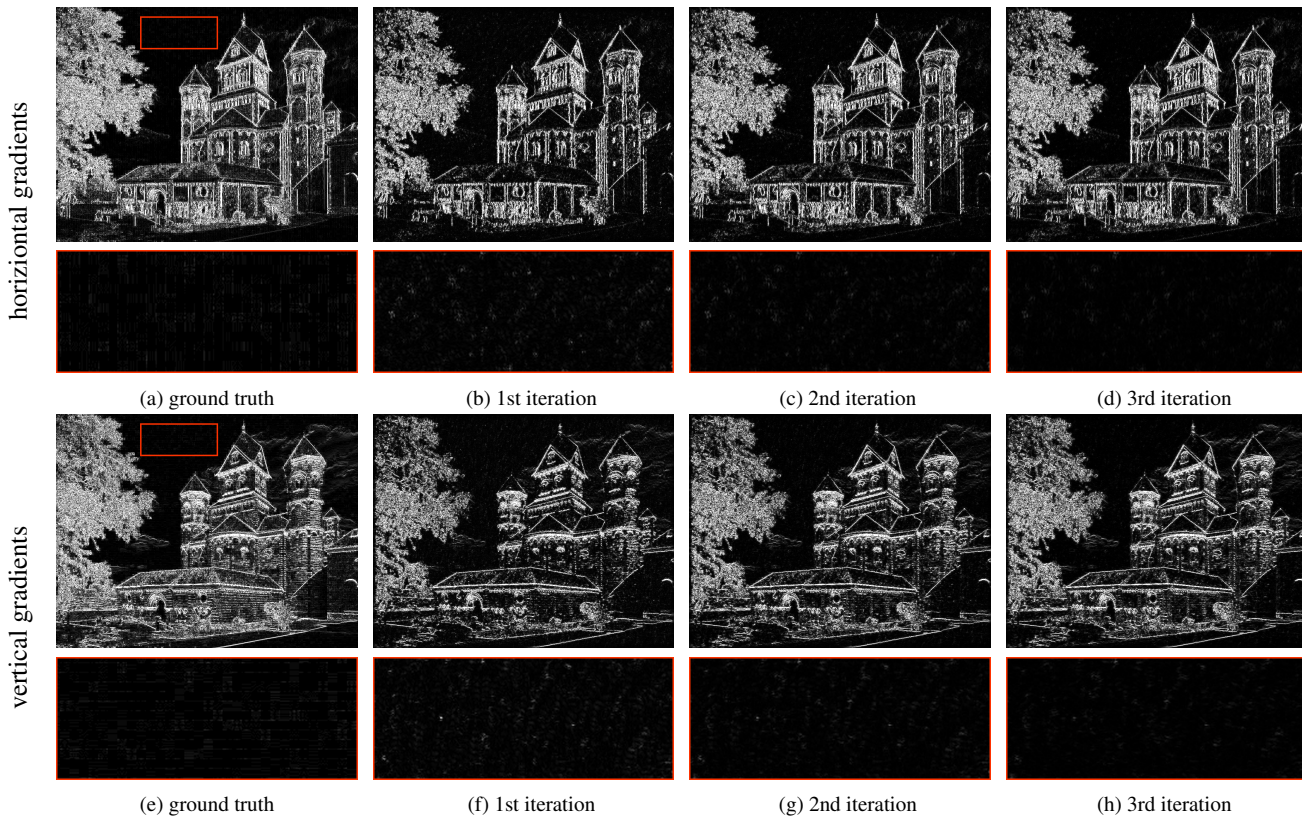 horiziontal gradients
(a) ground truth
(b) 1st iteration
(c) 2nd iteration
(d) 3rd iteration
vertical gradients
(e) ground truth
(f) 1st iteration
(g) 2nd iteration
(h) 3rd iteration